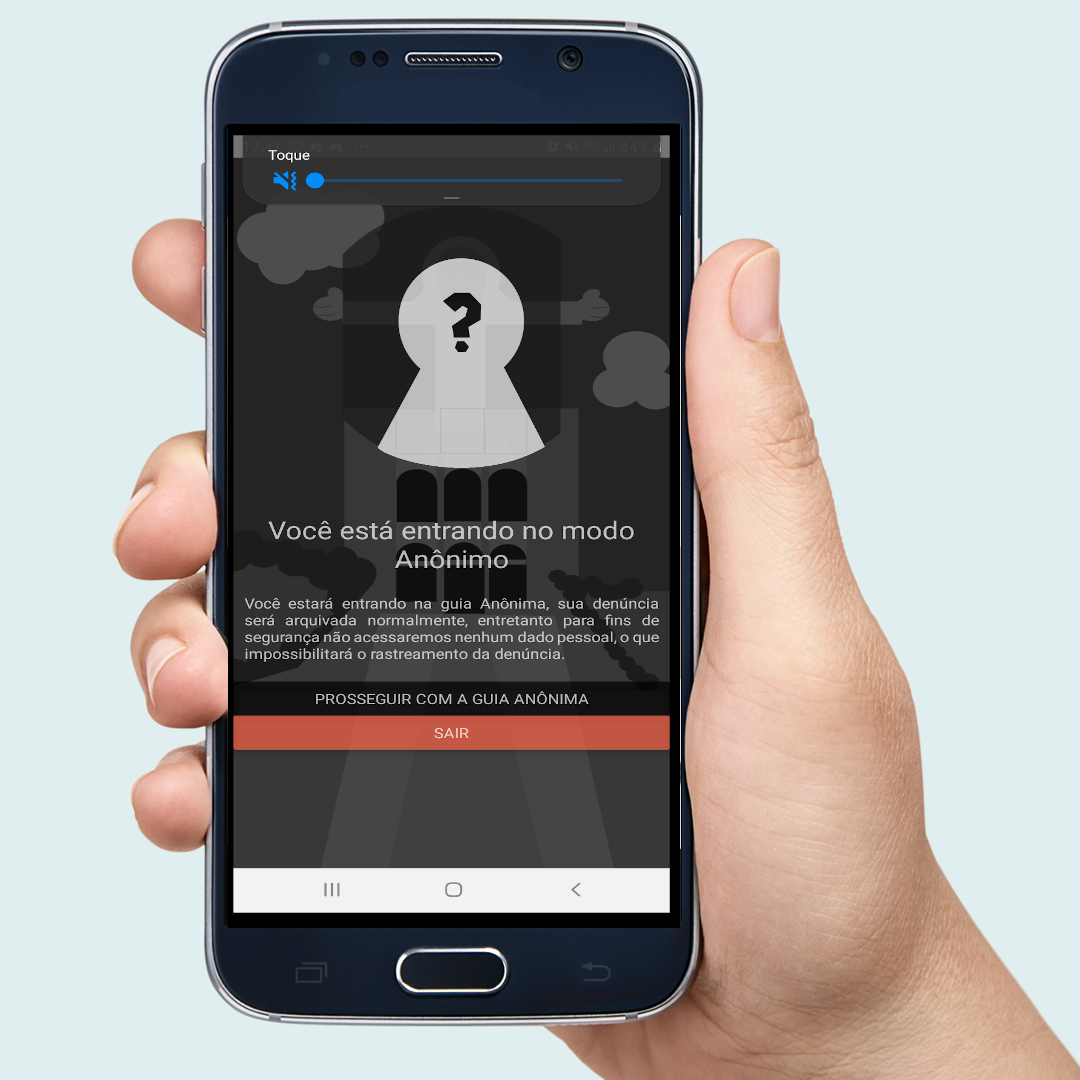 44%
Toque
?
Você está entrando no modo
Anônimo
Você estará entrando na guia Anônima, sua denúncia
será arquivada normalmente, entretanto para fins de
segurança não acessaremos nenhum dado pessoal, o que
impossibilitará o rastreamento da denúncia.
PROSSEGUIR COM A GUIA ANÔNIMA
SAIR